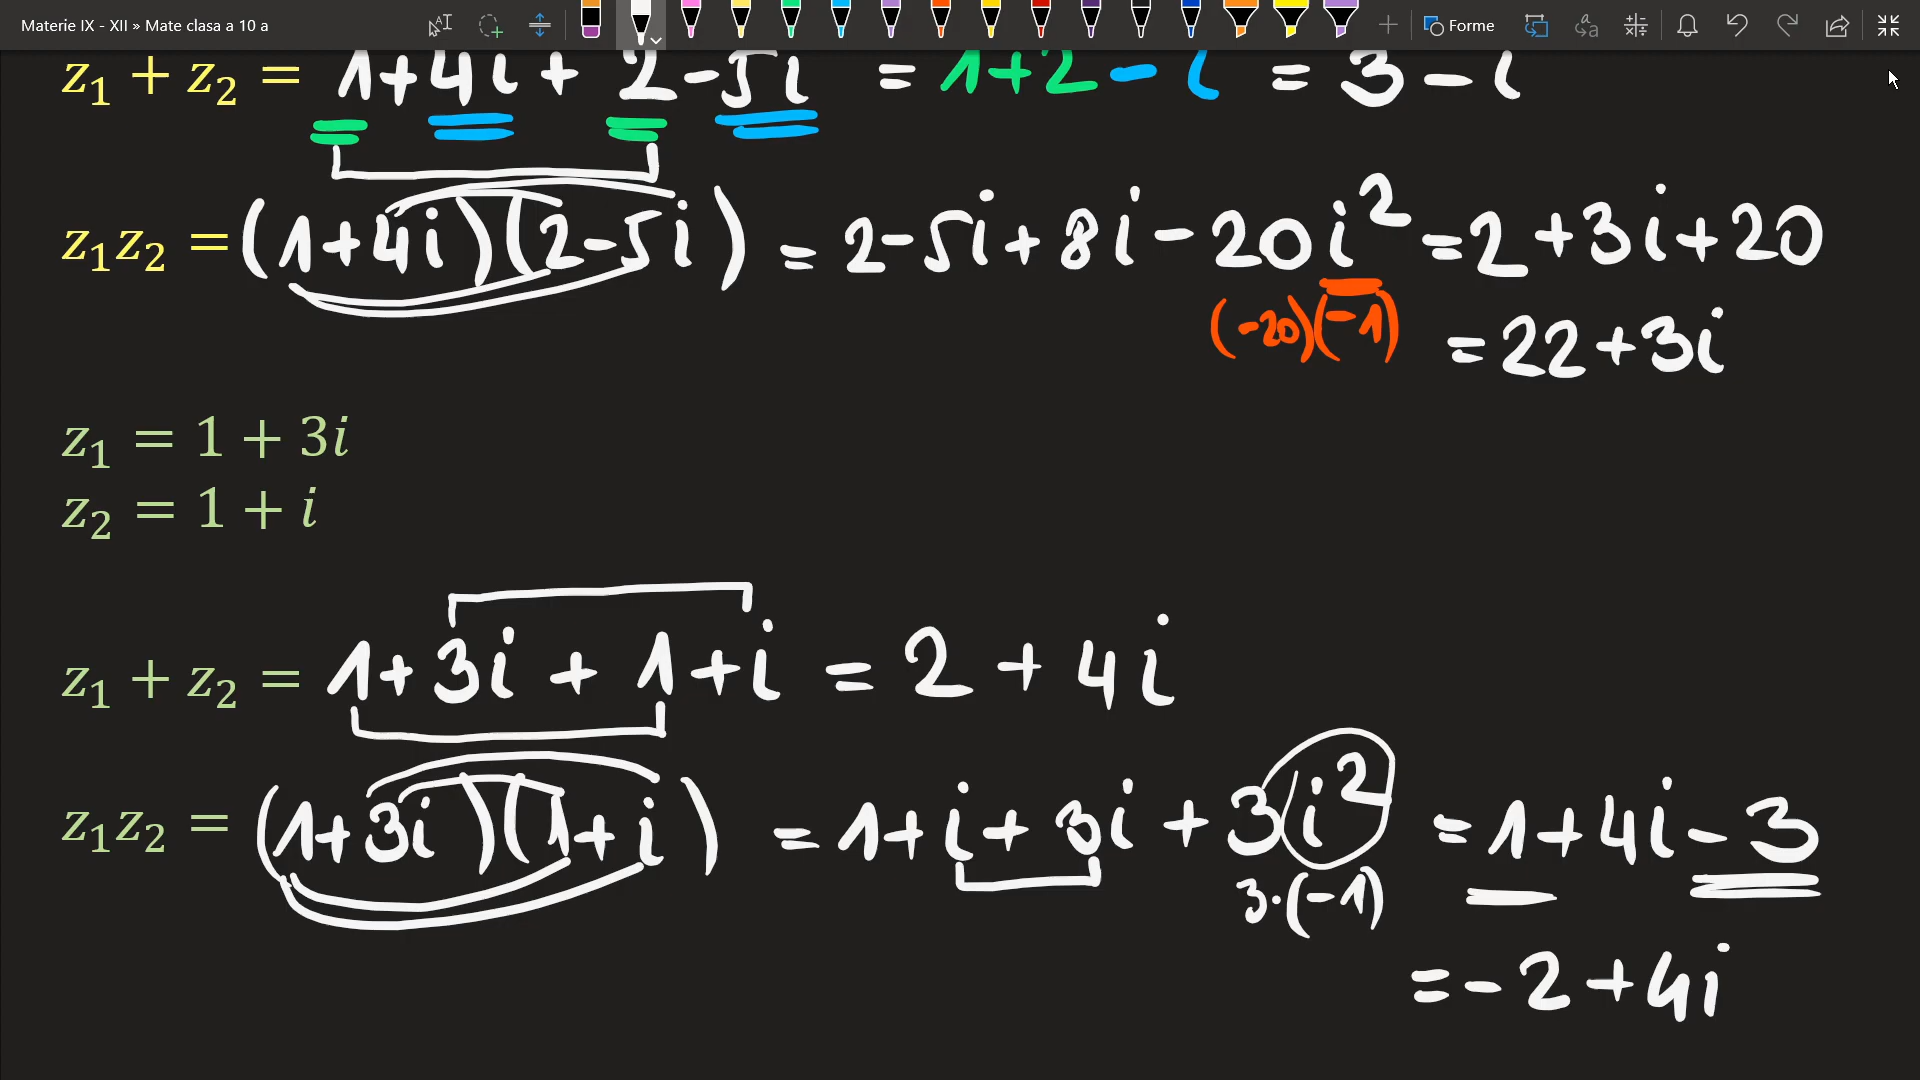 Materie IX - XII » Mate clasa a 10 a
Forme
z₁ + z₂ = 1+4i + 2-5i = 1+2-i = 3-i
z₁z₂ = (1+4i)(2-5i) = 2-5i+8i-20i² = 2+3i+20
(-20)(-1)
= 22+3i
z₁ = 1 + 3i
z₂ = 1 + i
z₁ + z₂ = 1+3i + 1+i = 2 + 4i
z₁z₂ = (1+3i)(1+i) = 1+i+3i+3i² = 1+4i-3
3·(-1)
= -2+4i